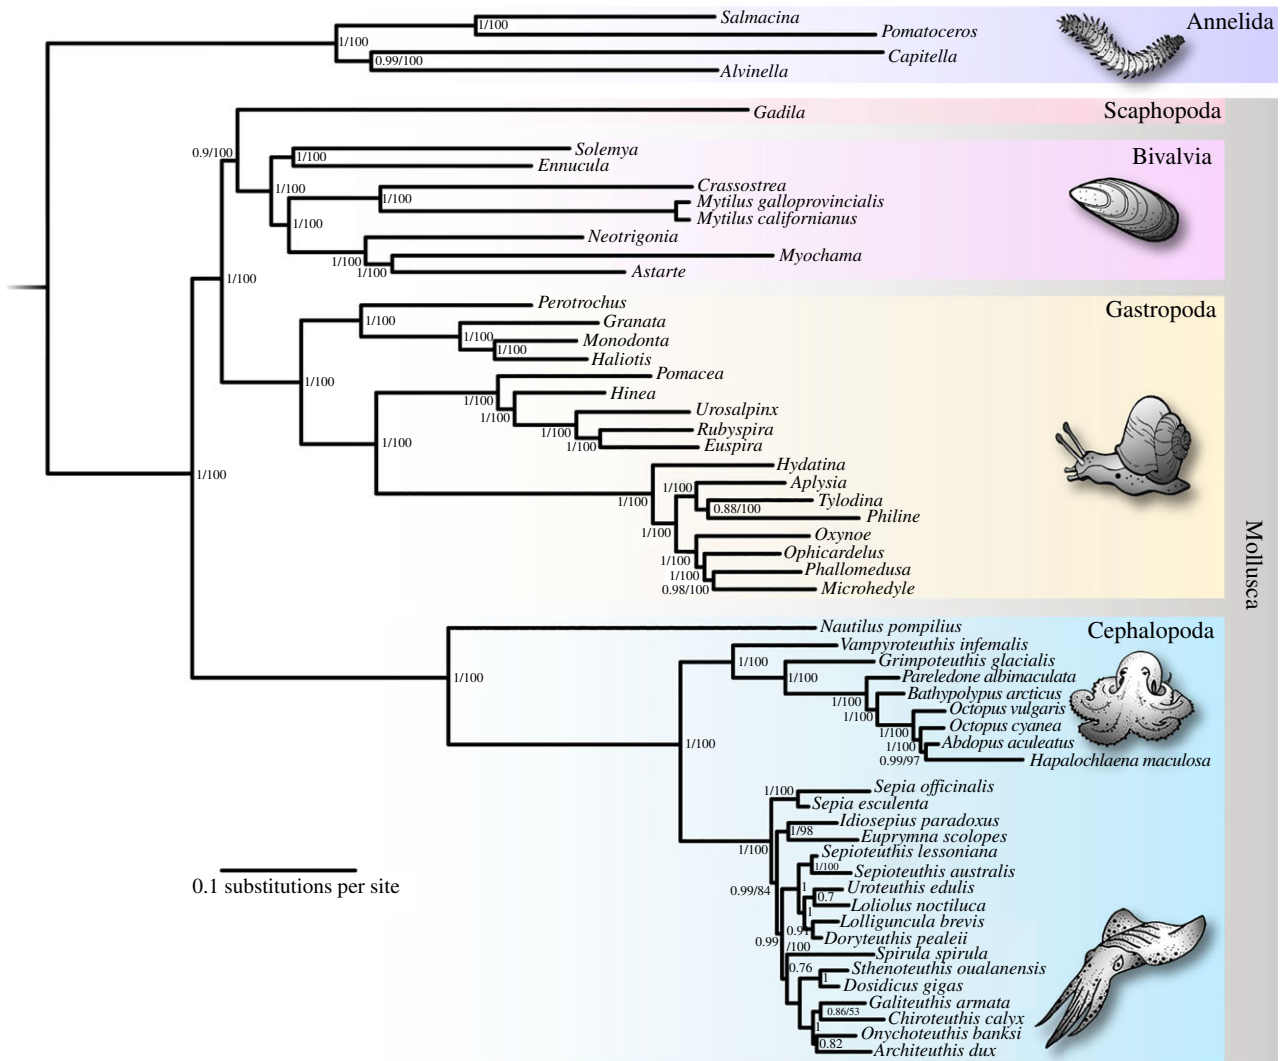 Salmacina
1/100
Pomatoceros
Annelida
1/100
Capitella
0.99/100
Alvinella
Gadila
Scaphopoda
0.9/100
Solemya
Bivalvia
1/100
Ennucula
1/100
Crassostrea
1/100
Mytilus galloprovincialis
Mytilus californianus
1/100
Neotrigonia
Myochama
1/100
1/100
Astarte
1/100
Perotrochus
Gastropoda
1/100
Granata
1/100
Monodonta
1/100
Haliotis
1/100
Pomacea
1/100
Hinea
1/100
Urosalpinx
1/100
Rubyspira
1/100
Euspira
1/100
Hydatina
1/100
Aplysia
1/100
Tylodina
0.88/100
Philine
1/100
Oxynoe
1/100
Ophicardelus
1/100
Phallomedusa
0.98/100
Microhedyle
Mollusca
1/100
Nautilus pompilius
Cephalopoda
1/100
Vampyroteuthis infernalis
1/100
Grimpoteuthis glacialis
1/100
Pareledone albimaculata
1/100
Bathypolypus arcticus
1/100
Octopus vulgaris
1/100
Octopus cyanea
1/100
Abdopus aculeatus
0.99/97
Hapalochlaena maculosa
1/100
Sepia officinalis
1/100
Sepia esculenta
Idiosepius paradoxus
1/98
Euprymna scolopes
1/100
Sepioteuthis lessoniana
1/100
Sepioteuthis australis
0.99/84
1
Uroteuthis edulis
0.7
Loliolus noctiluca
1
Lolliguncula brevis
0.91
Doryteuthis pealeii
0.99
/100
Spirula spirula
0.76
Sthenoteuthis oualanensis
1
Dosidicus gigas
Galiteuthis armata
0.86/53
Chiroteuthis calyx
1
Onychoteuthis banksi
0.82
Architeuthis dux
0.1 substitutions per site